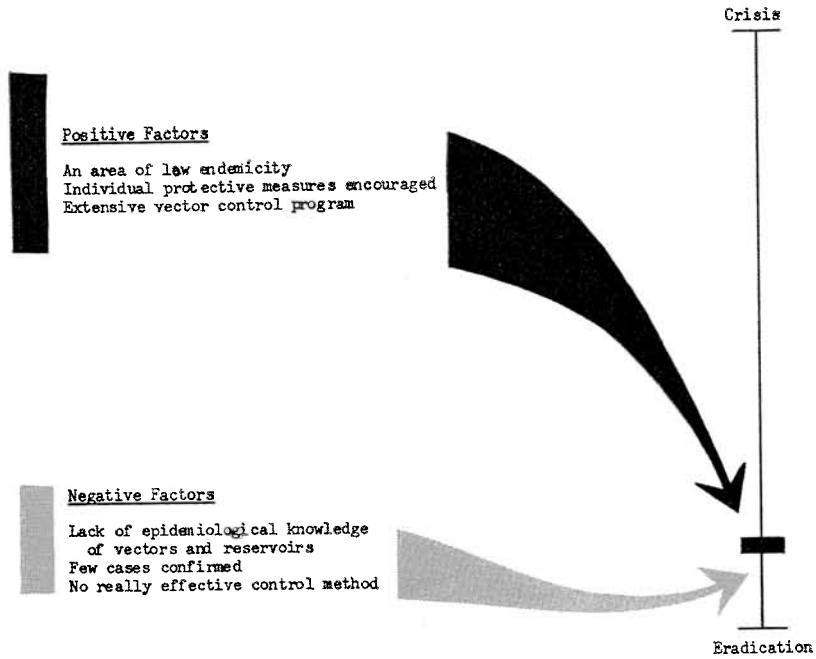 Crisis
Positive Factors
An area of law endemicity
Individual protective measures encouraged
Extensive vector control program
Negative Factors
Lack of epidemiological knowledge
of vectors and reservoirs
Few cases confirmed
No really effective control method
Eradication